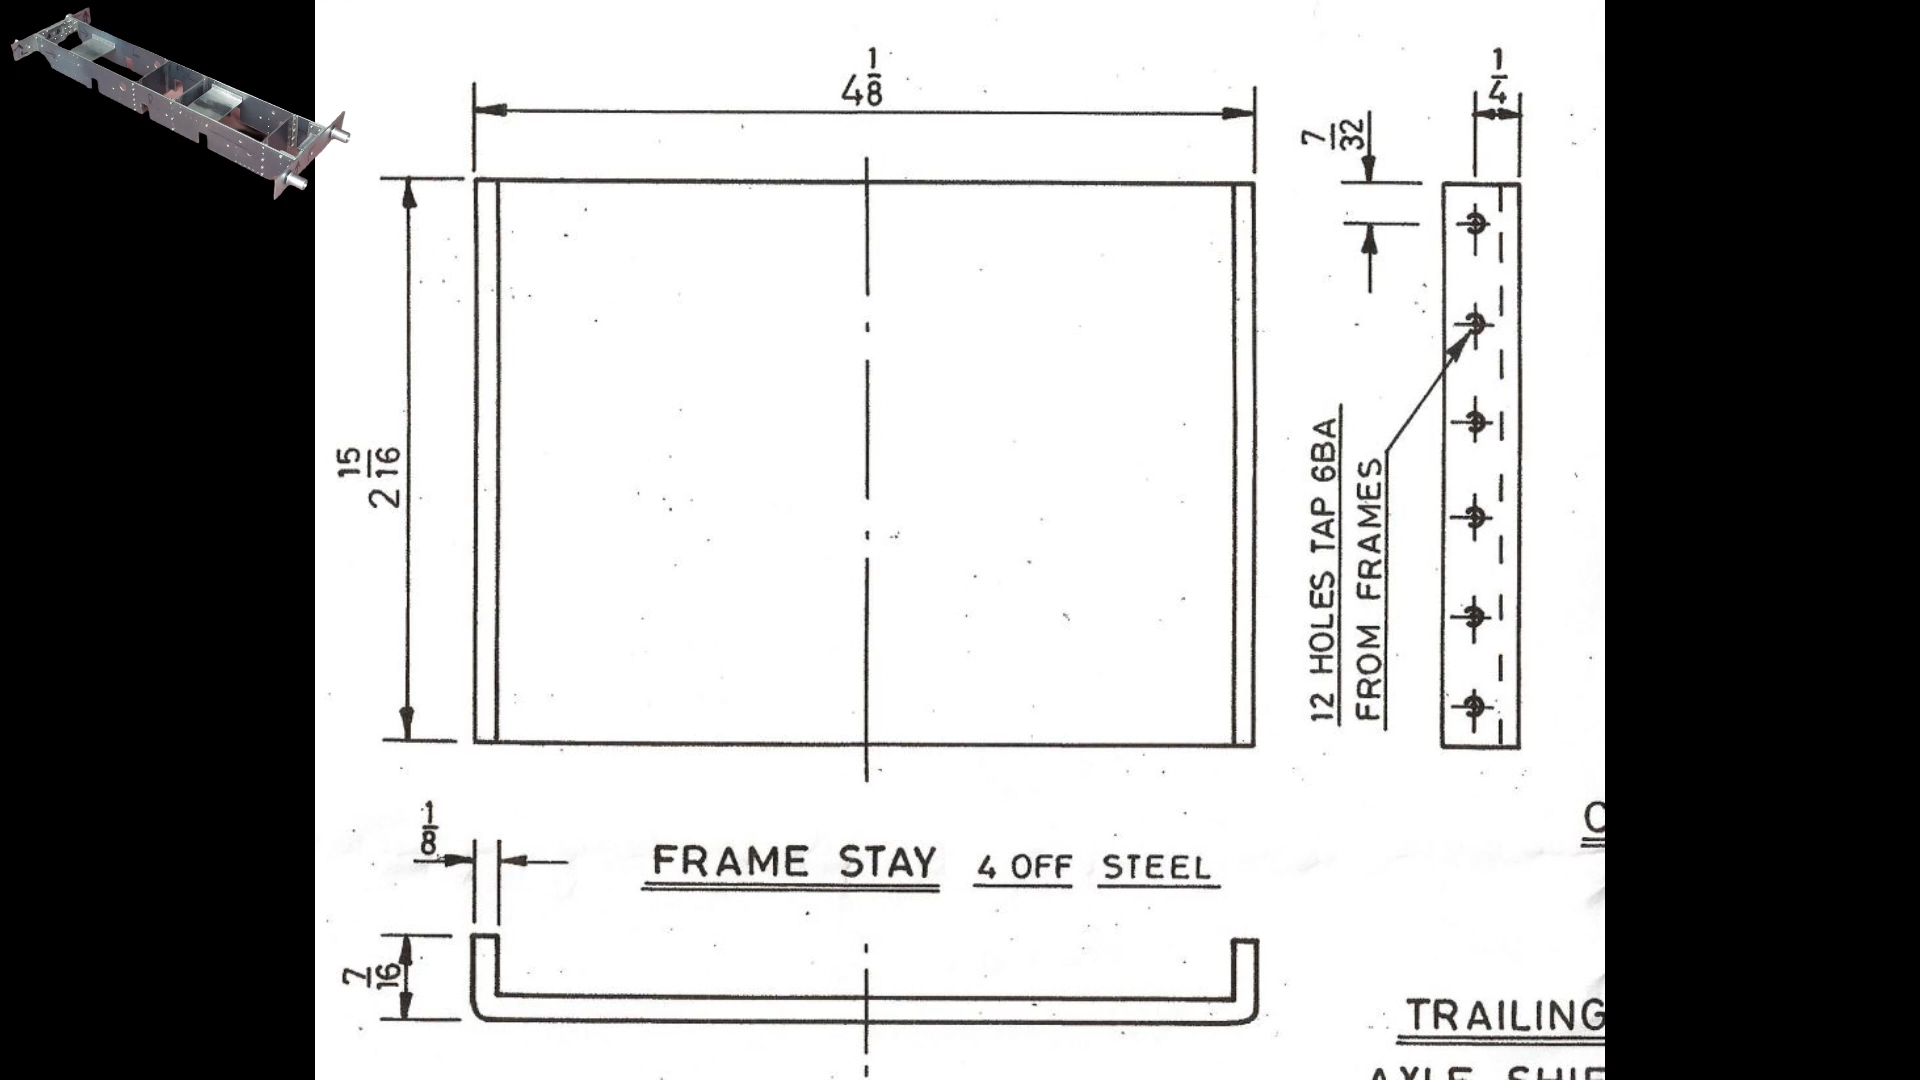 4 1/8
1/4
7/32
2 15/16
12 HOLES TAP 6BA
FROM FRAMES
1/8
FRAME STAY 4 OFF STEEL
7/16
C
TRAILING
AXLE SHIE